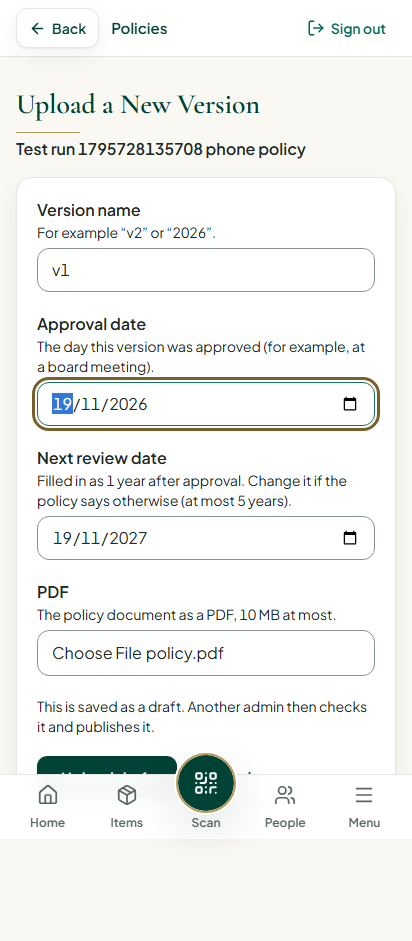 Back
Policies
Sign out
Upload a New Version
Test run 1795728135708 phone policy
Version name
For example “v2” or “2026”.
v1
Approval date
The day this version was approved (for example, at
a board meeting).
19/11/2026
Next review date
Filled in as 1 year after approval. Change it if the
policy says otherwise (at most 5 years).
19/11/2027
PDF
The policy document as a PDF, 10 MB at most.
Choose File policy.pdf
This is saved as a draft. Another admin then checks
it and publishes it.
Home
Items
Scan
People
Menu